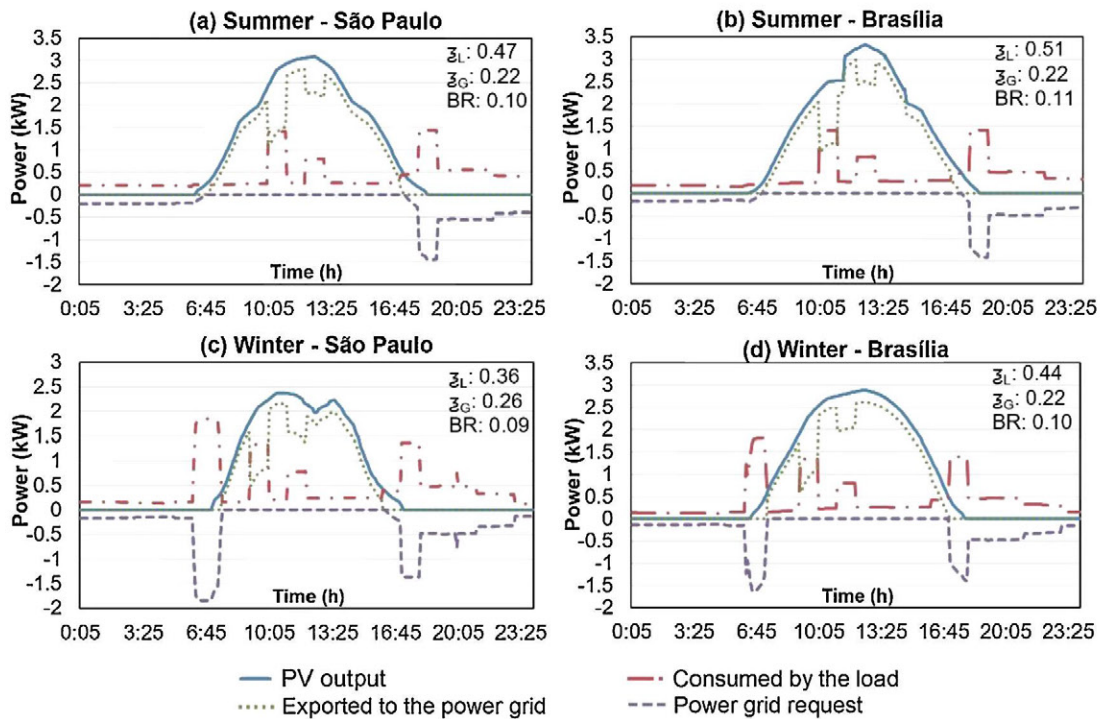 (a) Summer - São Paulo
3.5
3
2.5
2
1.5
1
0.5
0
-0.5
-1
-1.5
-2
Power (kW)
ʓL: 0.47
ʓG: 0.22
BR: 0.10
Time (h)
0:05 3:25 6:45 10:05 13:25 16:45 20:05 23:25
(b) Summer - Brasília
3.5
3
2.5
2
1.5
1
0.5
0
-0.5
-1
-1.5
-2
Power (kW)
ʓL: 0.51
ʓG: 0.22
BR: 0.11
Time (h)
0:05 3:25 6:45 10:05 13:25 16:45 20:05 23:25
(c) Winter - São Paulo
3
2.5
2
1.5
1
0.5
0
-0.5
-1
-1.5
-2
Power (kW)
ʓL: 0.36
ʓG: 0.26
BR: 0.09
Time (h)
0:05 3:25 6:45 10:05 13:25 16:45 20:05 23:25
(d) Winter - Brasília
3.5
3
2.5
2
1.5
1
0.5
0
-0.5
-1
-1.5
-2
Power (kW)
ʓL: 0.44
ʓG: 0.22
BR: 0.10
Time (h)
0:05 3:25 6:45 10:05 13:25 16:45 20:05 23:25
PV output
Consumed by the load
Exported to the power grid
Power grid request